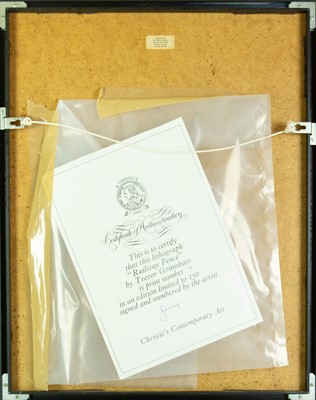 Certificate of Authenticity
This is to certify
that this lithograph
"Railway Fence"
by Trevor Grimshaw
is print number
in an edition limited to 150
signed and numbered by the artist.
Christie's Contemporary Art